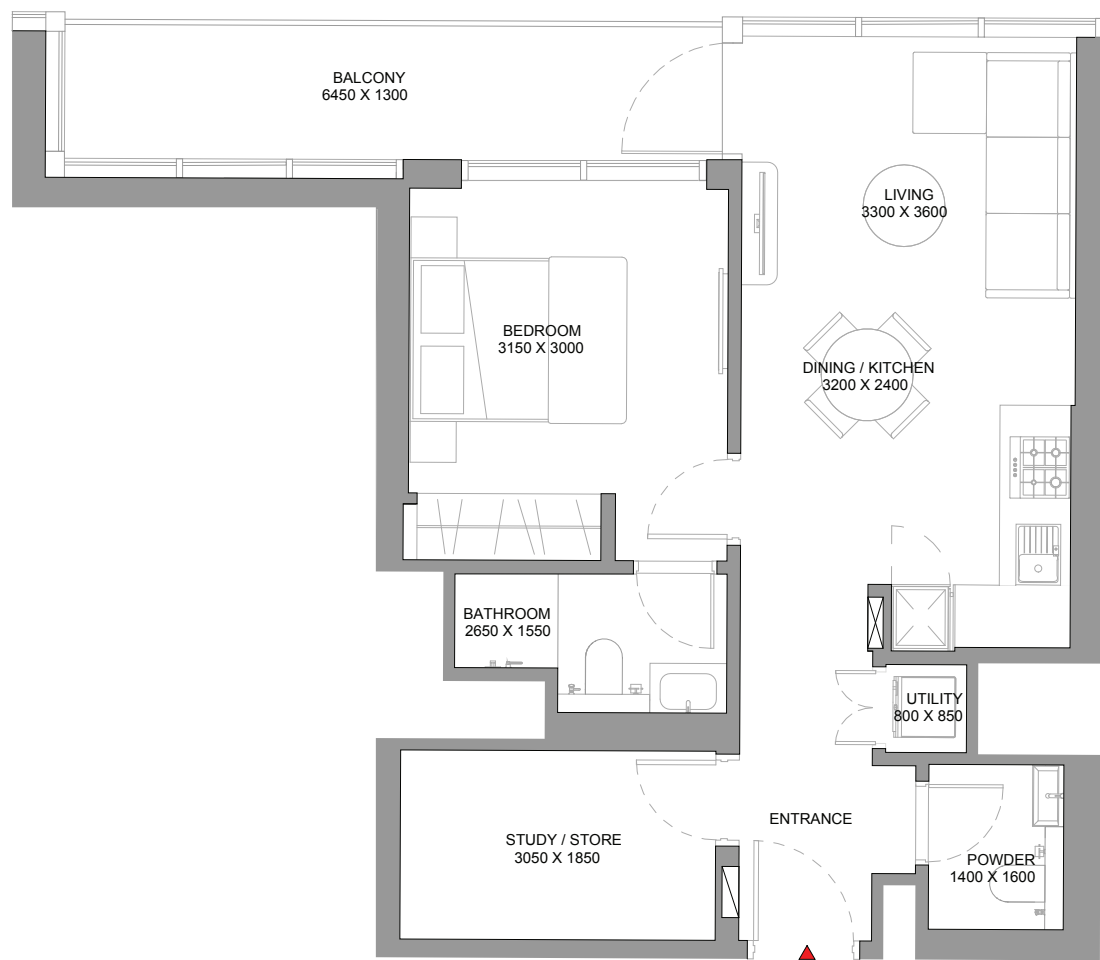 BALCONY
6450 X 1300
LIVING
3300 X 3600
BEDROOM
3150 X 3000
DINING / KITCHEN
3200 X 2400
BATHROOM
2650 X 1550
UTILITY
800 X 850
ENTRANCE
STUDY / STORE
3050 X 1850
POWDER
1400 X 1600